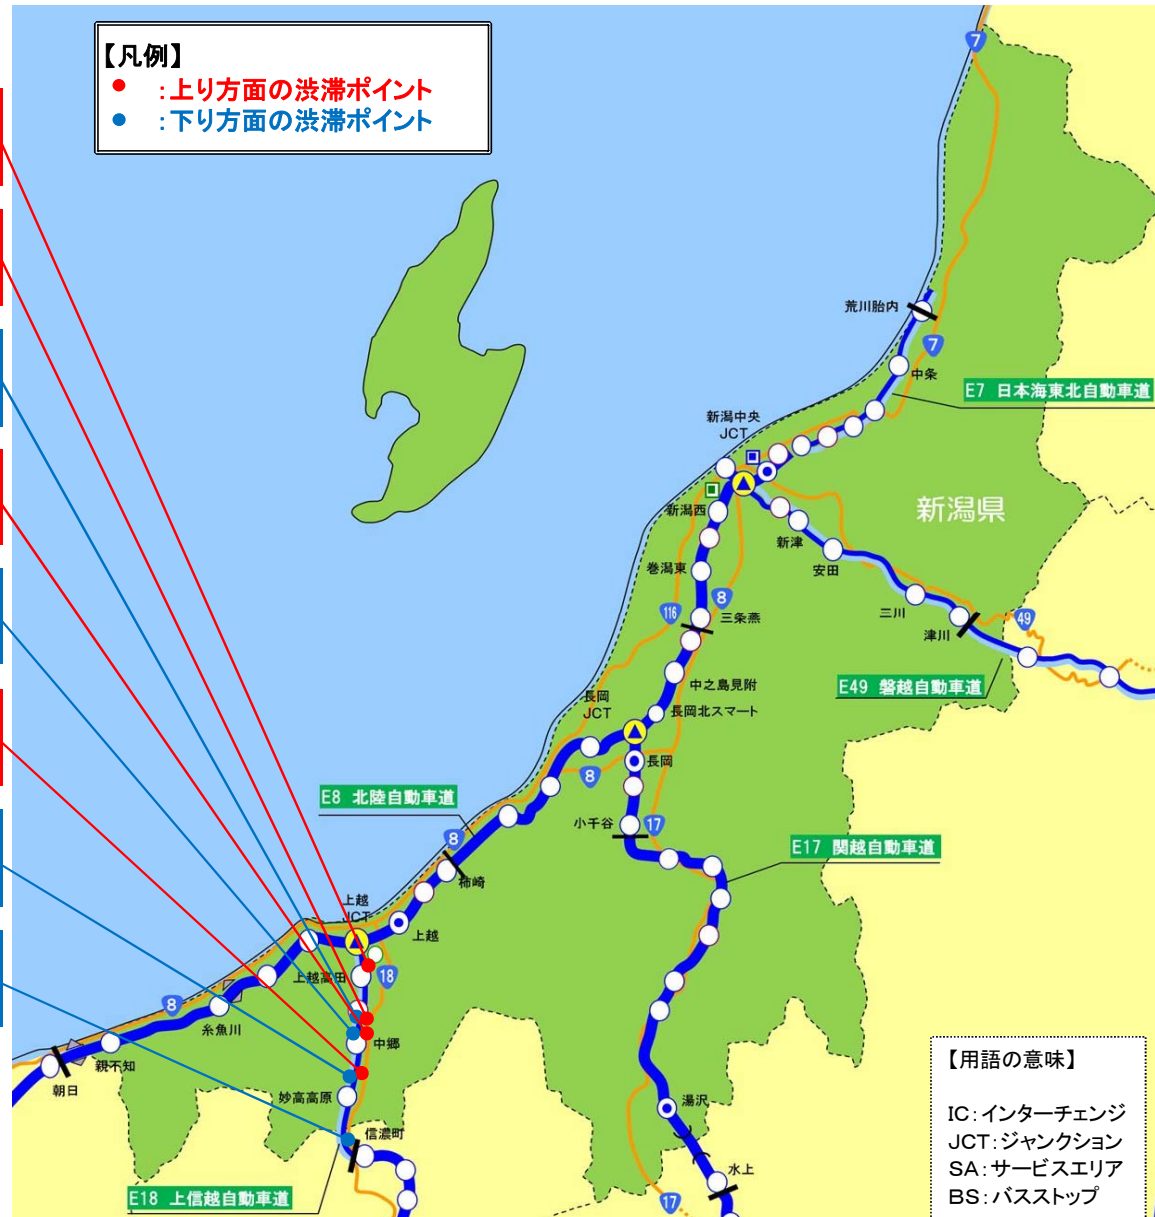 【凡例】
● :上り方面の渋滞ポイント
● :下り方面の渋滞ポイント
7
荒川胎内
7
中条
E7 日本海東北自動車道
新潟中央
JCT
新潟県
新潟西
新津
安田
巻潟東
8
116
三条燕
三川
津川
49
中之島見附
E49 磐越自動車道
長岡
JCT
長岡北スマート
長岡
8
E8 北陸自動車道
小千谷
17
8
E17 関越自動車道
柿崎
上越
JCT
上越
上越高田
18
8
糸魚川
中郷
親不知
朝日
妙高高原
湯沢
信濃町
水上
E18 上信越自動車道
17
【用語の意味】
IC:インターチェンジ
JCT:ジャンクション
SA:サービスエリア
BS:バスストップ